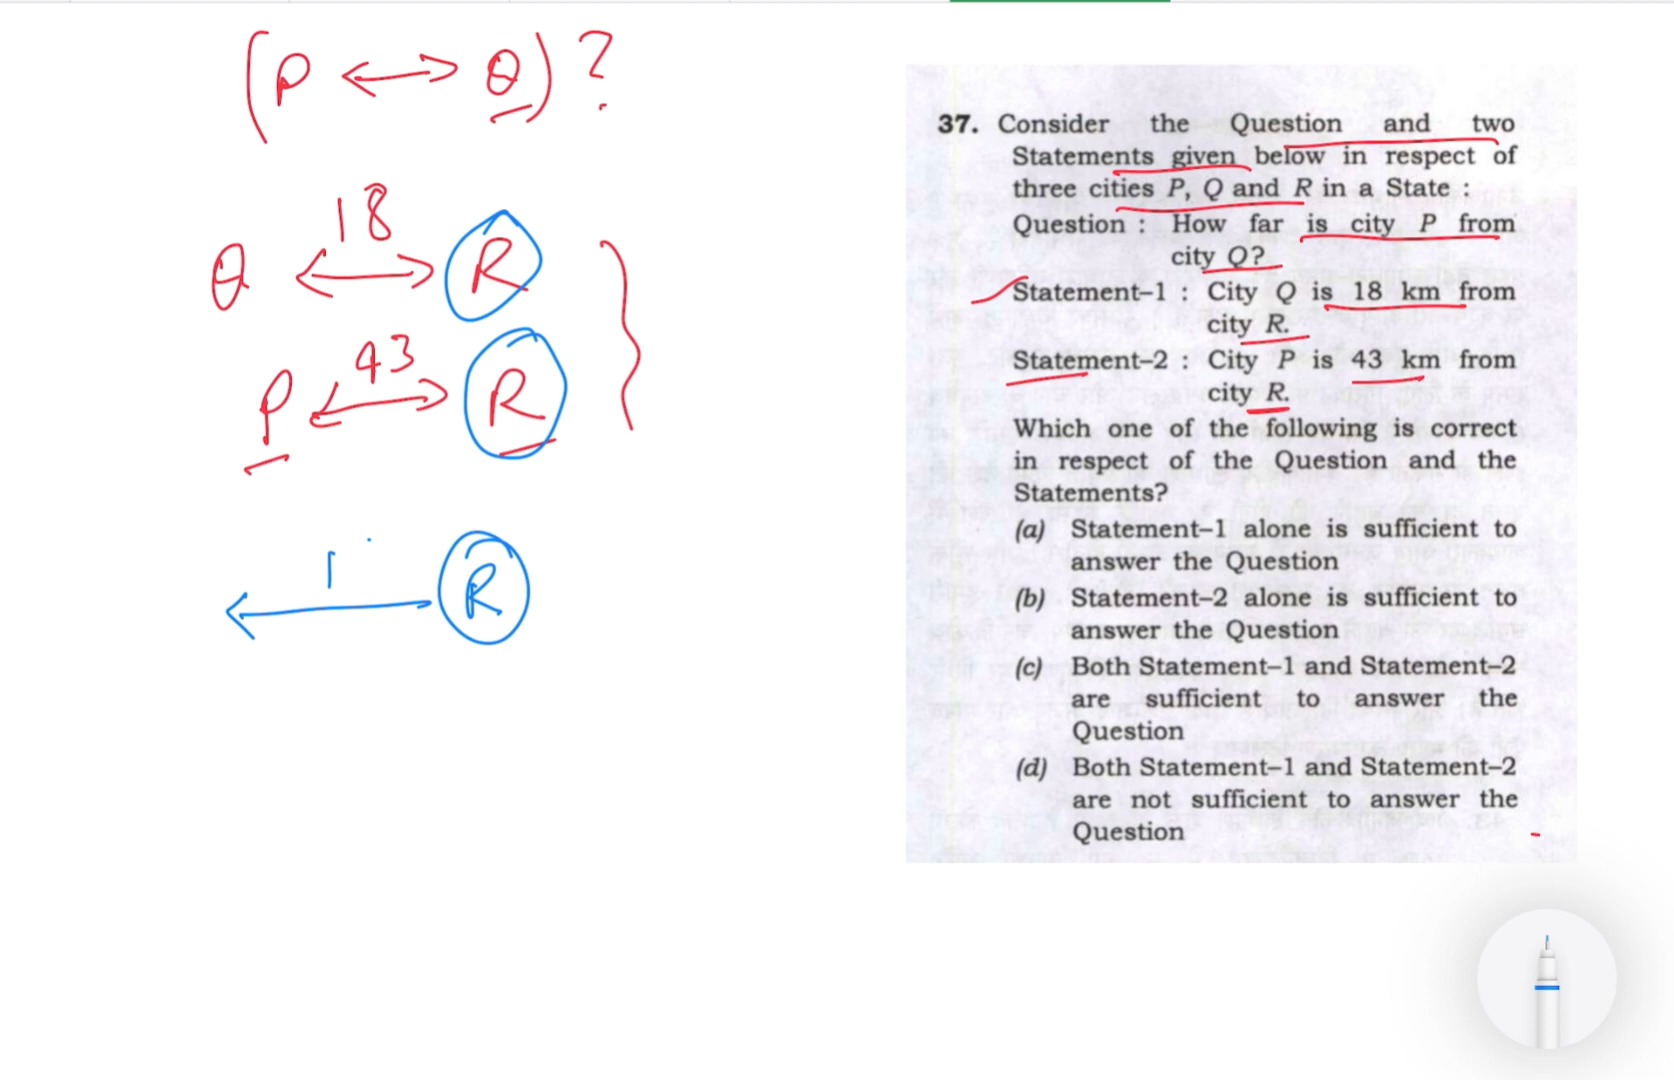 (P ↔ Q) ?
18
Q ↔ R
43
P ↔ R
R
37. Consider the Question and two
Statements given below in respect of
three cities P, Q and R in a State :
Question : How far is city P from
city Q?
Statement–1 : City Q is 18 km from
city R.
Statement–2 : City P is 43 km from
city R.
Which one of the following is correct
in respect of the Question and the
Statements?
(a) Statement–1 alone is sufficient to
answer the Question
(b) Statement–2 alone is sufficient to
answer the Question
(c) Both Statement–1 and Statement–2
are sufficient to answer the
Question
(d) Both Statement–1 and Statement–2
are not sufficient to answer the
Question